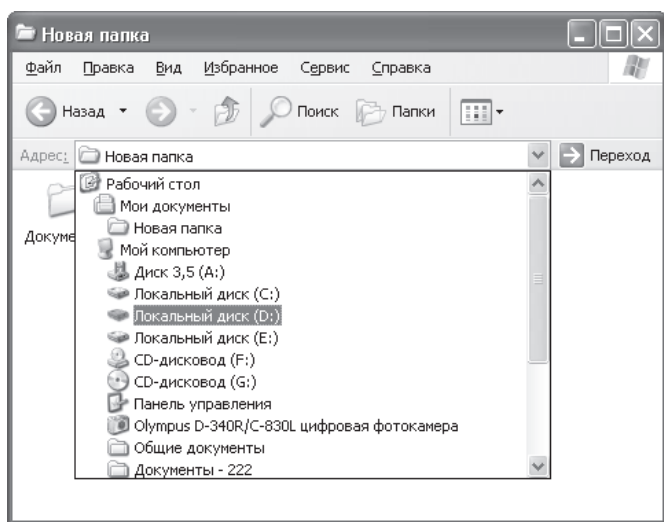 Новая папка
Файл Правка Вид Избранное Сервис Справка
Назад Поиск Папки
Адрес: Новая папка Переход
Рабочий стол
Мои документы
Новая папка
Мой компьютер
Диск 3,5 (A:)
Локальный диск (C:)
Локальный диск (D:)
Локальный диск (E:)
CD-дисковод (F:)
CD-дисковод (G:)
Панель управления
Olympus D-340R/C-830L цифровая фотокамера
Общие документы
Документы - 222
Докуме